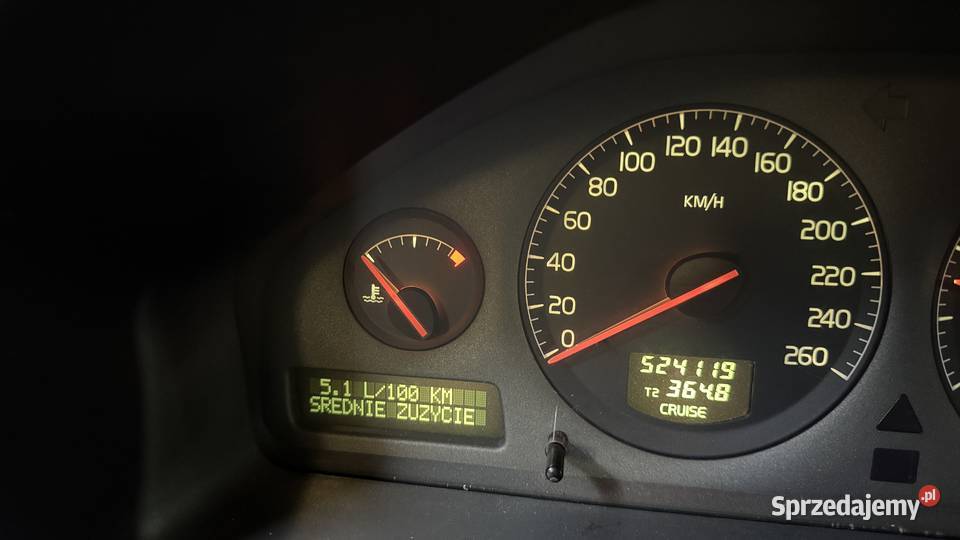 20
40
60
80
100
120
140
160
180
200
220
240
260
0
KM/H
524119
T2 364.8
CRUISE
5.1 L/100 KM
SREDNIE ZUZYCIE
Sprzedajemy.pl